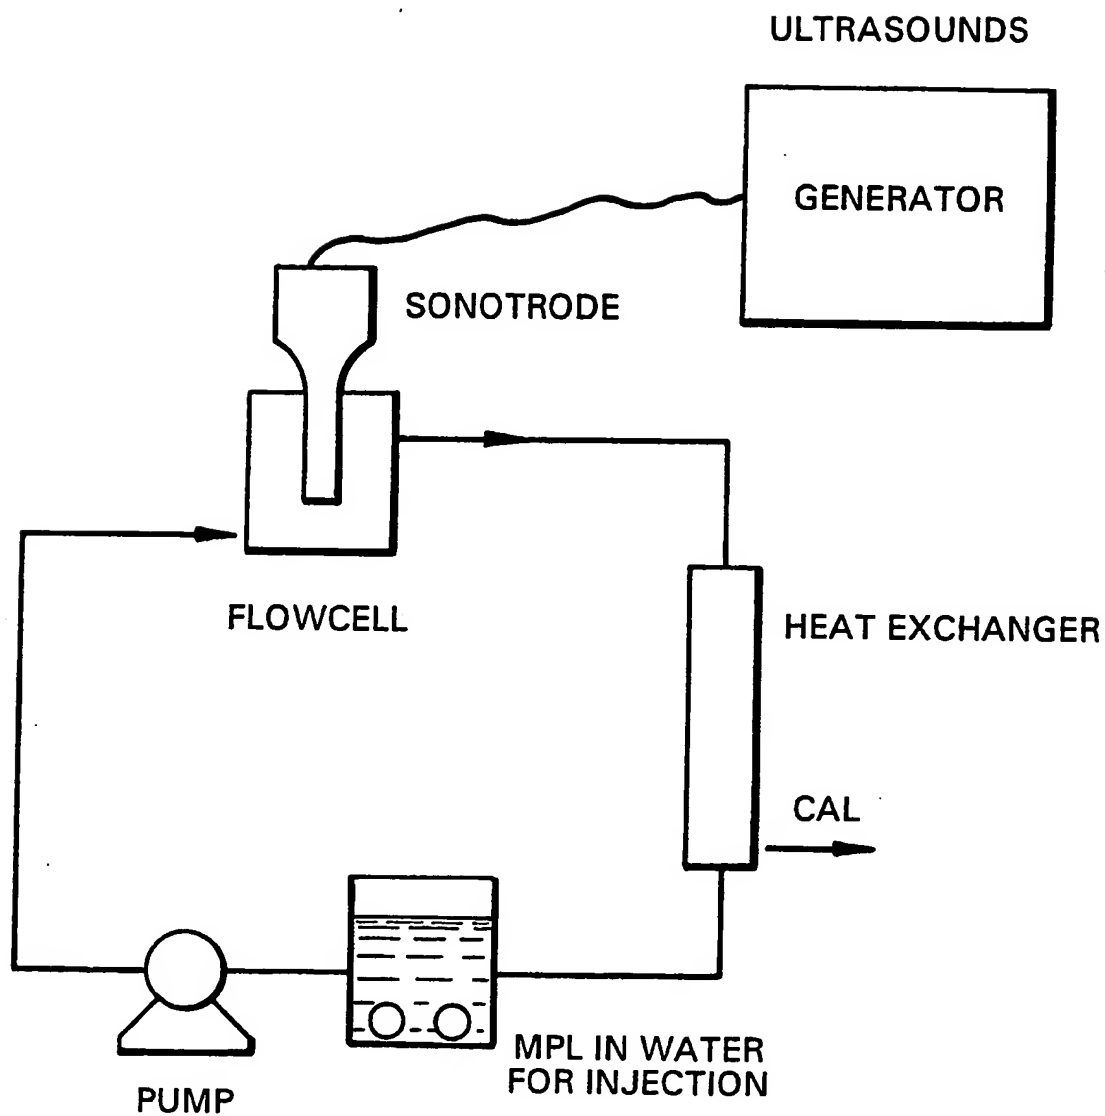 ULTRASOUNDS
GENERATOR
SONOTRODE
FLOWCELL
HEAT EXCHANGER
CAL
MPL IN WATER
FOR INJECTION
PUMP